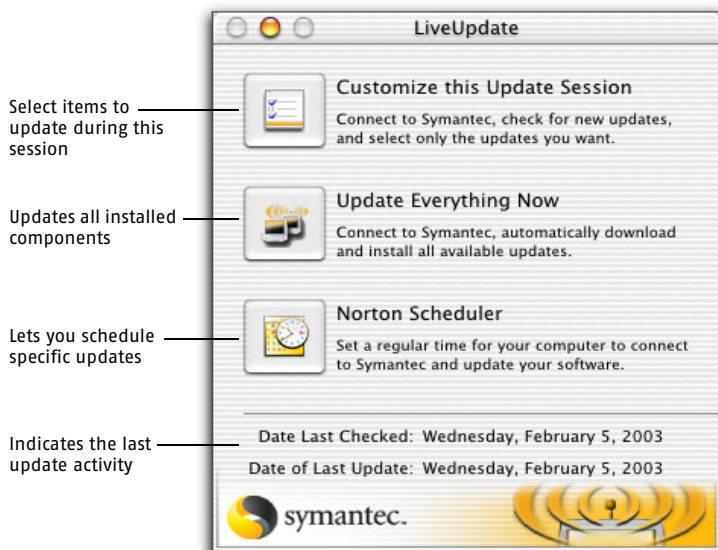 LiveUpdate
Select items to
update during this
session
Customize this Update Session
Connect to Symantec, check for new updates,
and select only the updates you want.
Updates all installed
components
Update Everything Now
Connect to Symantec, automatically download
and install all available updates.
Lets you schedule
specific updates
Norton Scheduler
Set a regular time for your computer to connect
to Symantec and update your software.
Indicates the last
update activity
Date Last Checked: Wednesday, February 5, 2003
Date of Last Update: Wednesday, February 5, 2003
symantec.